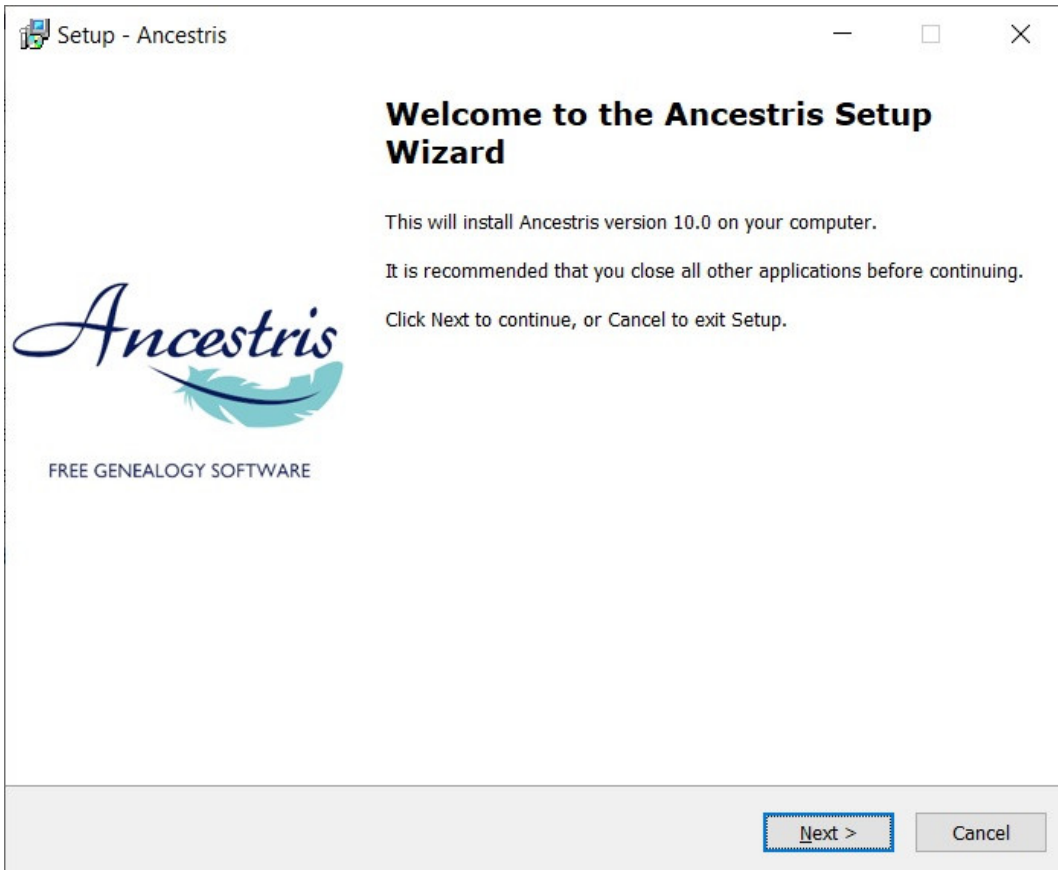 Setup - Ancestris
Welcome to the Ancestris Setup
Wizard
This will install Ancestris version 10.0 on your computer.
It is recommended that you close all other applications before continuing.
Click Next to continue, or Cancel to exit Setup.
Ancestris
FREE GENEALOGY SOFTWARE
Next >
Cancel